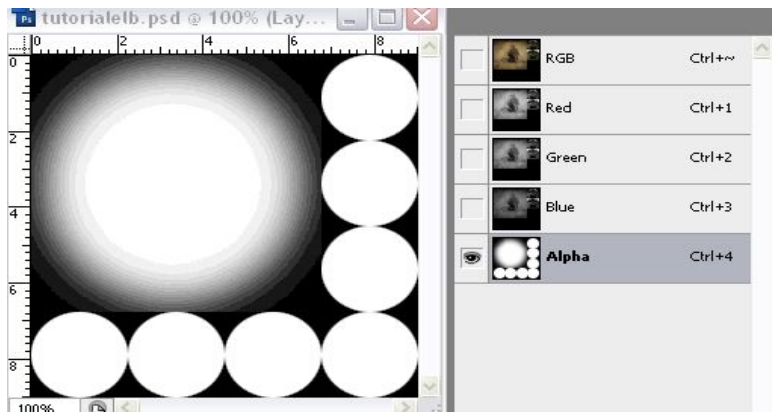 Ps tutorialelb.psd @ 100% (Lay...
0 2 4 6 8
0
2
4
6
8
100%
RGB Ctrl+~
Red Ctrl+1
Green Ctrl+2
Blue Ctrl+3
Alpha Ctrl+4